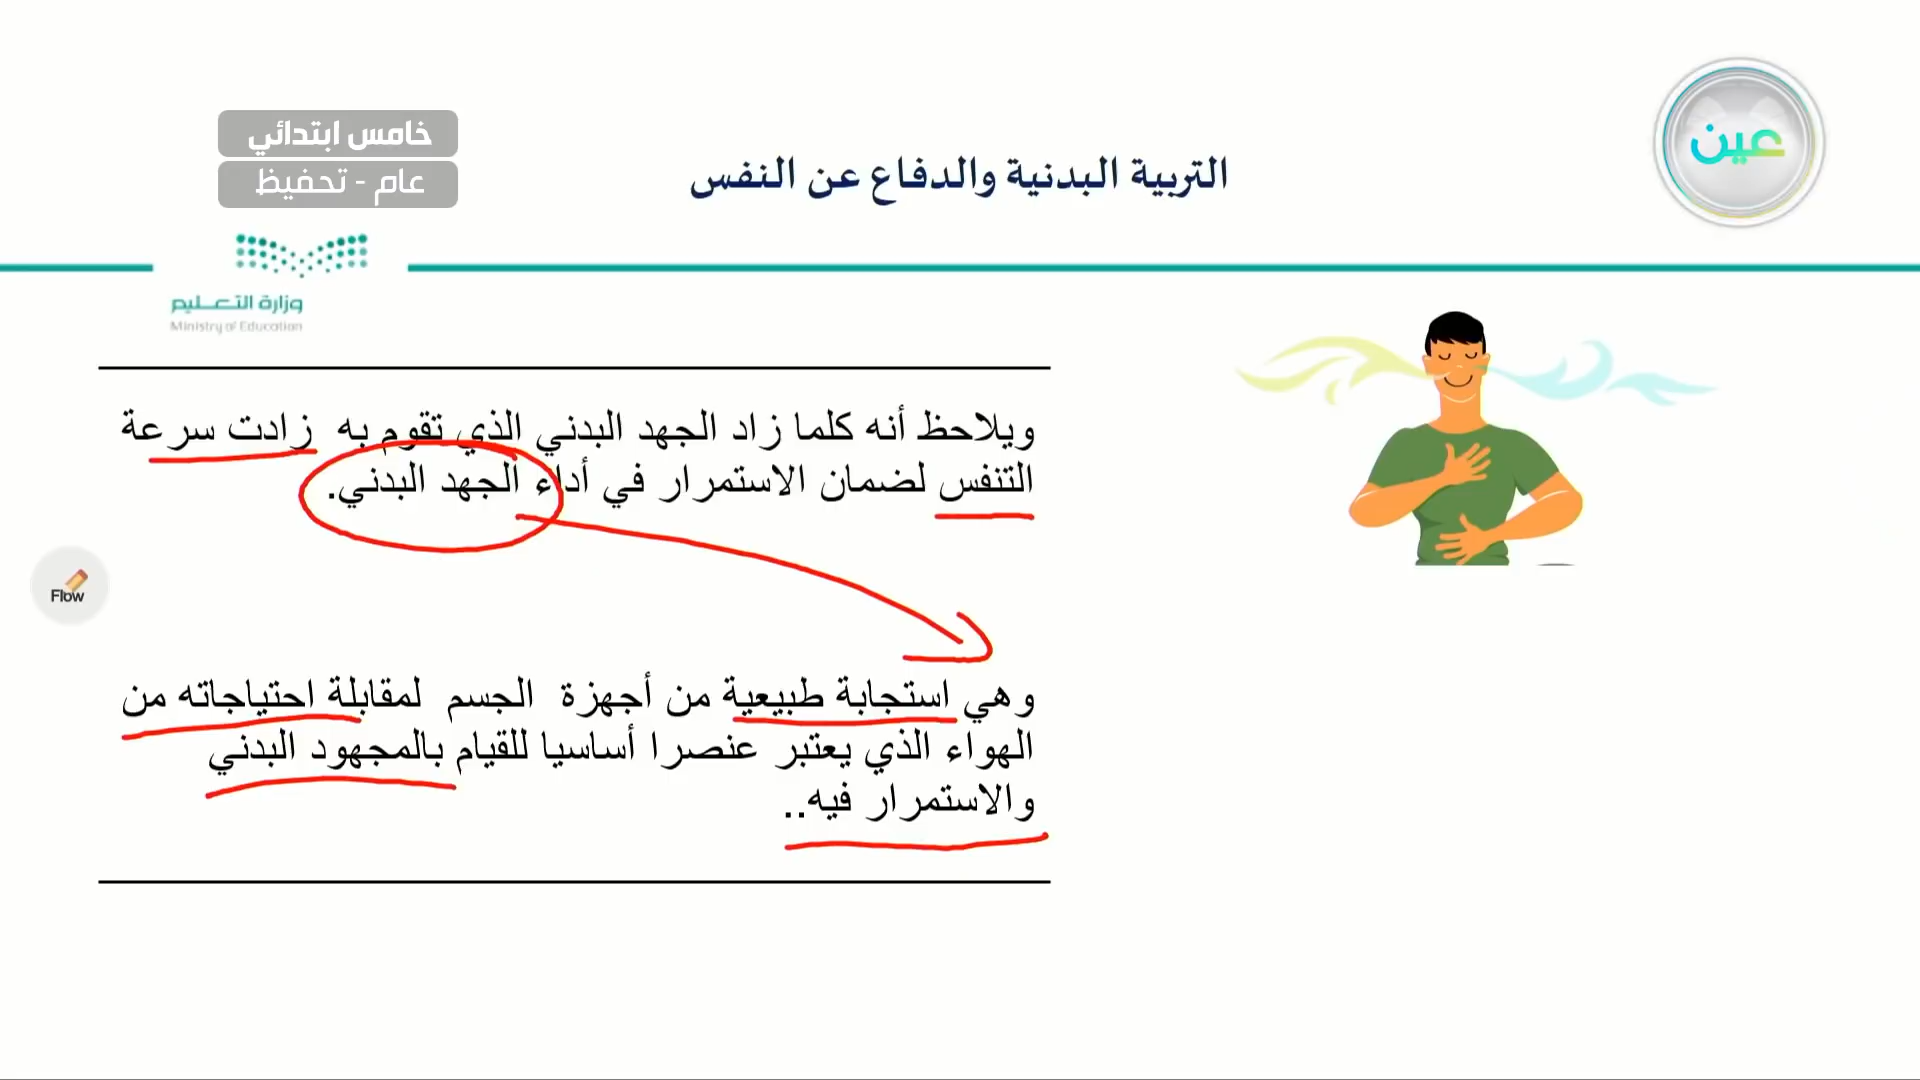 عين
خامس ابتدائي
عام - تحفيظ
التربية البدنية والدفاع عن النفس
وزارة التعليم
Ministry of Education
ويلاحظ أنه كلما زاد الجهد البدني الذي تقوم به زادت سرعة
التنفس لضمان الاستمرار في أداء الجهد البدني.
Flow
وهي استجابة طبيعية من أجهزة الجسم لمقابلة احتياجاته من
الهواء الذي يعتبر عنصرا أساسيا للقيام بالمجهود البدني
والاستمرار فيه..